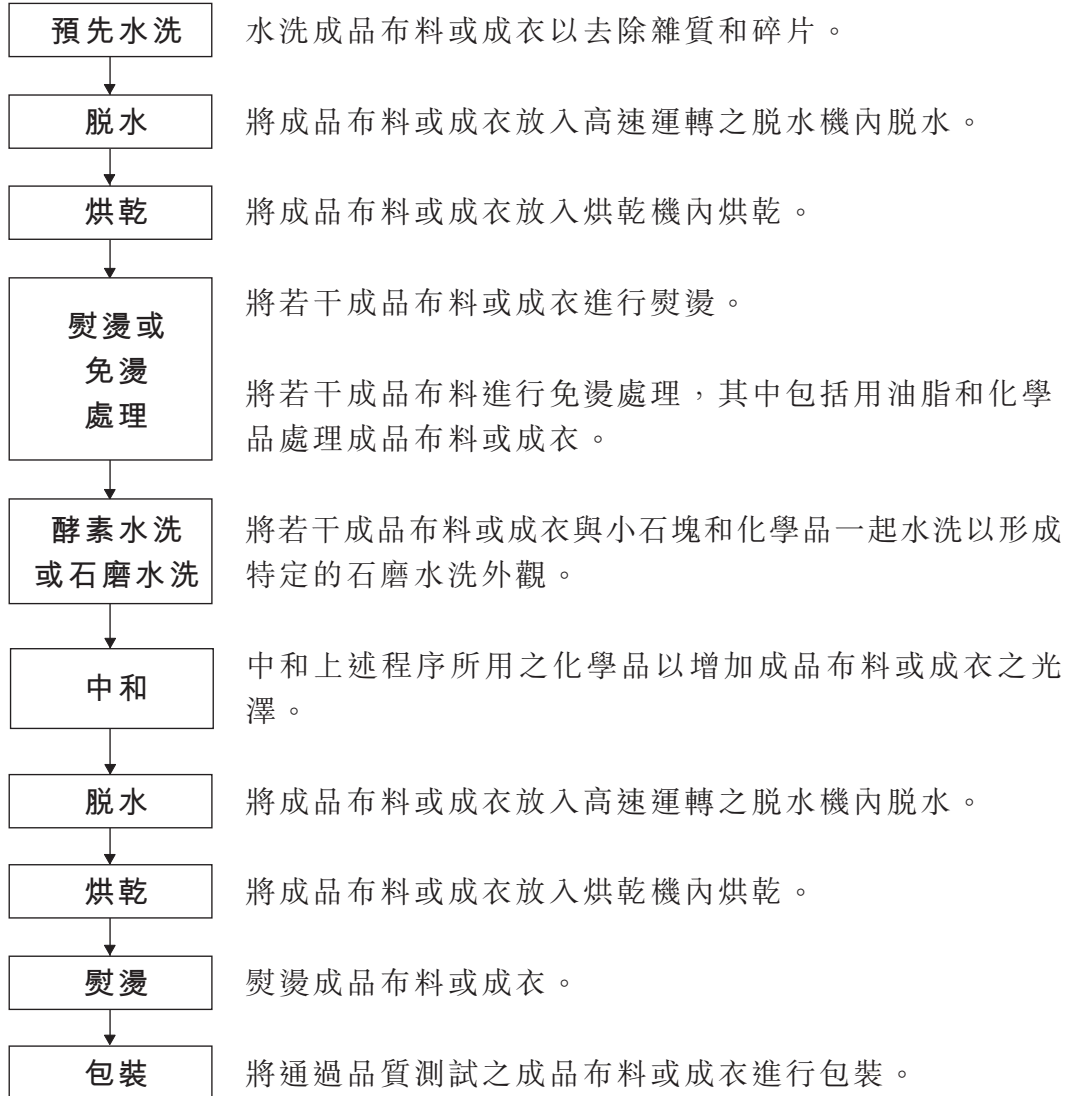 預先水洗
水洗成品布料或成衣以去除雜質和碎片。
脱水
將成品布料或成衣放入高速運轉之脱水機內脱水。
烘乾
將成品布料或成衣放入烘乾機內烘乾。
熨燙或
免燙
處理
將若干成品布料或成衣進行熨燙。
將若干成品布料進行免燙處理，其中包括用油脂和化學
品處理成品布料或成衣。
酵素水洗
或石磨水洗
將若干成品布料或成衣與小石塊和化學品一起水洗以形成
特定的石磨水洗外觀。
中和
中和上述程序所用之化學品以增加成品布料或成衣之光
澤。
脱水
將成品布料或成衣放入高速運轉之脱水機內脱水。
烘乾
將成品布料或成衣放入烘乾機內烘乾。
熨燙
熨燙成品布料或成衣。
包裝
將通過品質測試之成品布料或成衣進行包裝。